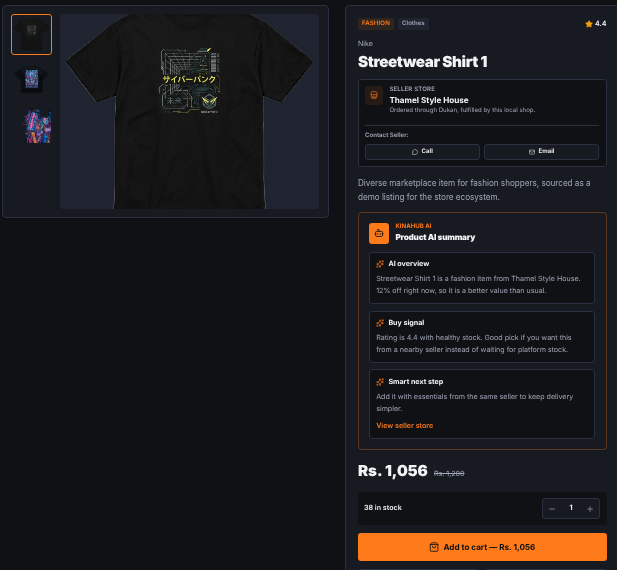 サイバーパンク
未来
FASHION
Clothes
4.4
Nike
Streetwear Shirt 1
SELLER STORE
Thamel Style House
Ordered through Dukan, fulfilled by this local shop.
Contact Seller:
Call
Email
Diverse marketplace item for fashion shoppers, sourced as a
demo listing for the store ecosystem.
KINAHUB AI
Product AI summary
AI overview
Streetwear Shirt 1 is a fashion item from Thamel Style House.
12% off right now, so it is a better value than usual.
Buy signal
Rating is 4.4 with healthy stock. Good pick if you want this
from a nearby seller instead of waiting for platform stock.
Smart next step
Add it with essentials from the same seller to keep delivery
simpler.
View seller store
Rs. 1,056 Rs. 1,200
38 in stock
− 1 +
Add to cart — Rs. 1,056